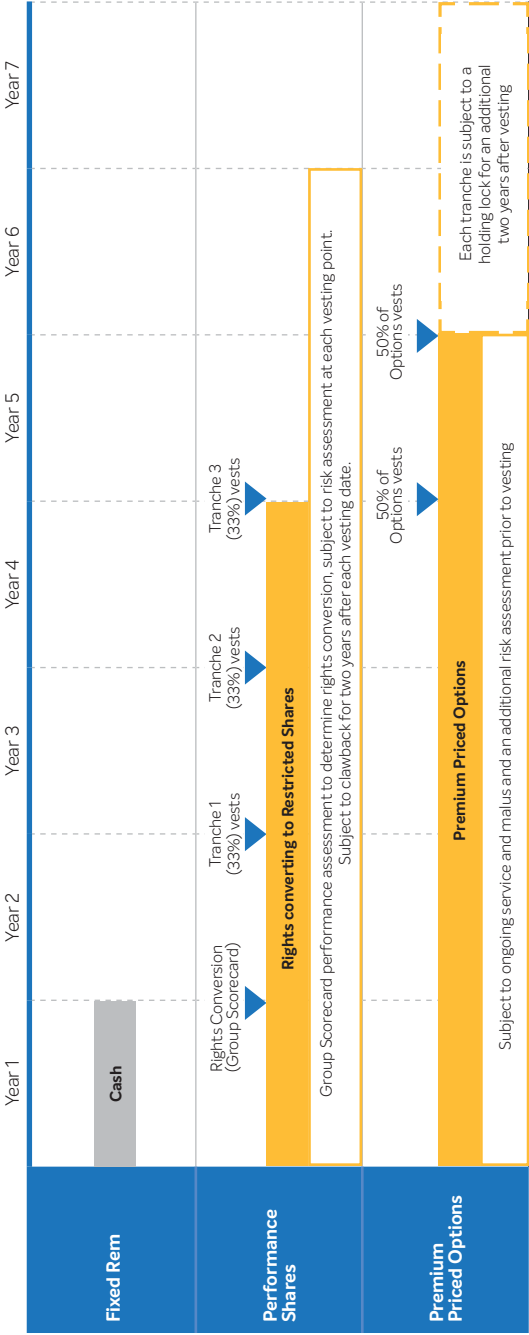 Year 1
Year 2
Year 3
Year 4
Year 5
Year 6
Year 7
Fixed Rem
Cash
Performance
Shares
Rights Conversion
(Group Scorecard)
Tranche 1
(33%) vests
Tranche 2
(33%) vests
Tranche 3
(33%) vests
Rights converting to Restricted Shares
Group Scorecard performance assessment to determine rights conversion, subject to risk assessment at each vesting point.
Subject to clawback for two years after each vesting date.
Premium
Priced Options
50% of
Options vests
50% of
Options vests
Premium Priced Options
Subject to ongoing service and malus and an additional risk assessment prior to vesting
Each tranche is subject to a
holding lock for an additional
two years after vesting